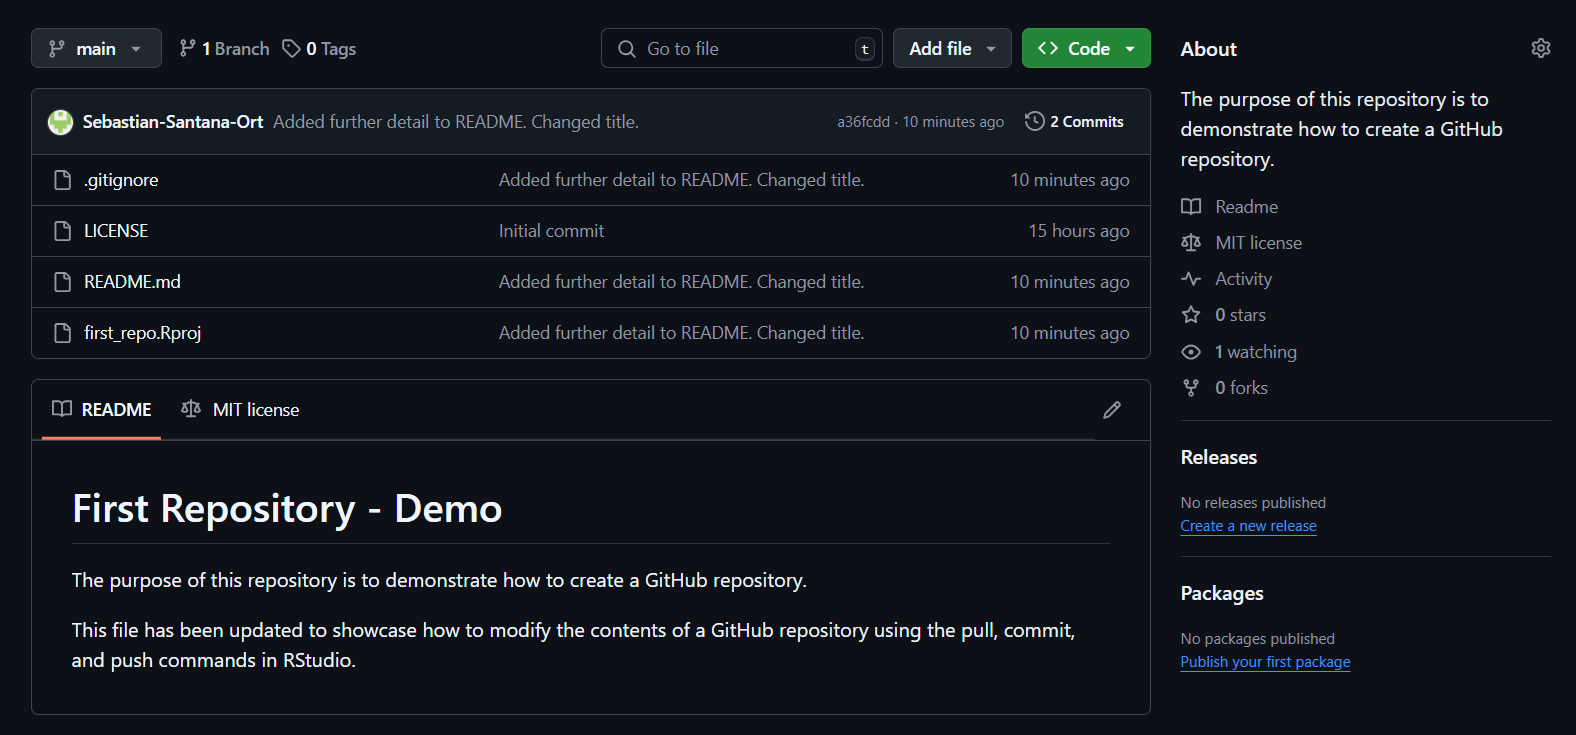 main
1 Branch
0 Tags
Go to file
t
Add file
Code
Sebastian-Santana-Ort Added further detail to README. Changed title. a36fcdd · 10 minutes ago 2 Commits
.gitignore Added further detail to README. Changed title. 10 minutes ago
LICENSE Initial commit 15 hours ago
README.md Added further detail to README. Changed title. 10 minutes ago
first_repo.Rproj Added further detail to README. Changed title. 10 minutes ago
README
MIT license
First Repository - Demo
The purpose of this repository is to demonstrate how to create a GitHub repository.
This file has been updated to showcase how to modify the contents of a GitHub repository using the pull, commit,
and push commands in RStudio.
About
The purpose of this repository is to
demonstrate how to create a GitHub
repository.
Readme
MIT license
Activity
0 stars
1 watching
0 forks
Releases
No releases published
Create a new release
Packages
No packages published
Publish your first package